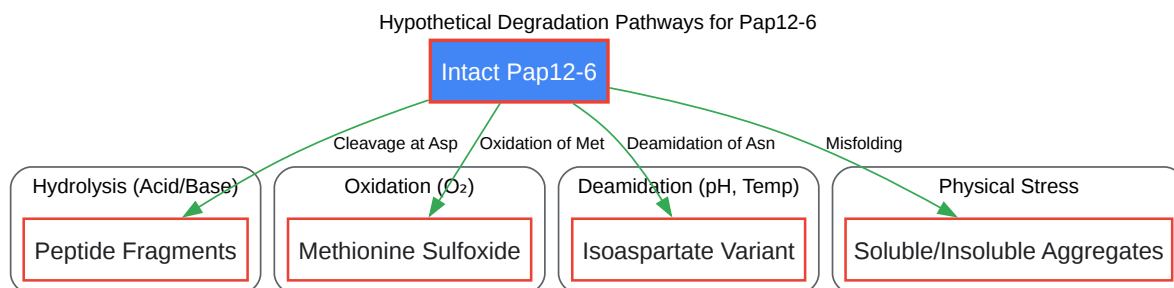 Hypothetical Degradation Pathways for Pap12-6
Intact Pap12-6
Cleavage at Asp
Oxidation of Met
Deamidation of Asn
Misfolding
Hydrolysis (Acid/Base)
Oxidation (O₂)
Deamidation (pH, Temp)
Physical Stress
Peptide Fragments
Methionine Sulfoxide
Isoaspartate Variant
Soluble/Insoluble Aggregates